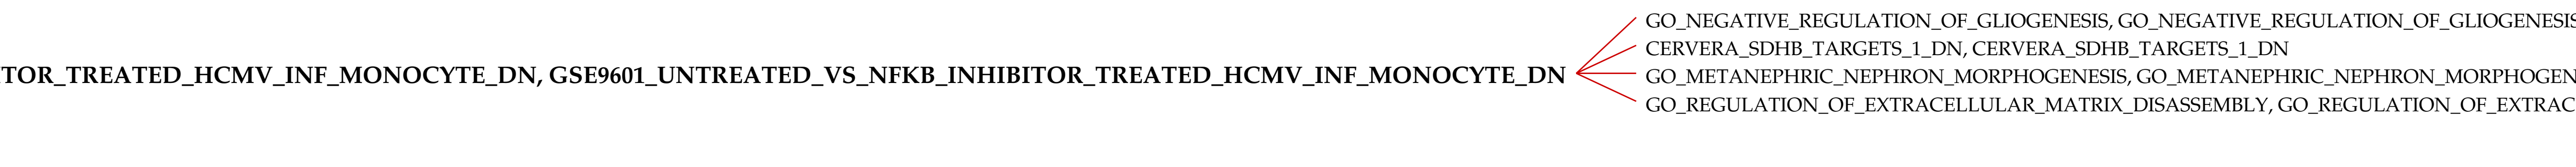 GO_NEGATIVE_REGULATION_OF_GLIOGENESIS, GO_NEGATIVE_REGULATION_OF_GLIOGENESIS
CERVERA_SDHB_TARGETS_1_DN, CERVERA_SDHB_TARGETS_1_DN
TOR_TREATED_HCMV_INF_MONOCYTE_DN, GSE9601_UNTREATED_VS_NFKB_INHIBITOR_TREATED_HCMV_INF_MONOCYTE_DN
GO_METANEPHRIC_NEPHRON_MORPHOGENESIS, GO_METANEPHRIC_NEPHRON_MORPHOGEN
GO_REGULATION_OF_EXTRACELLULAR_MATRIX_DISASSEMBLY, GO_REGULATION_OF_EXTRAC